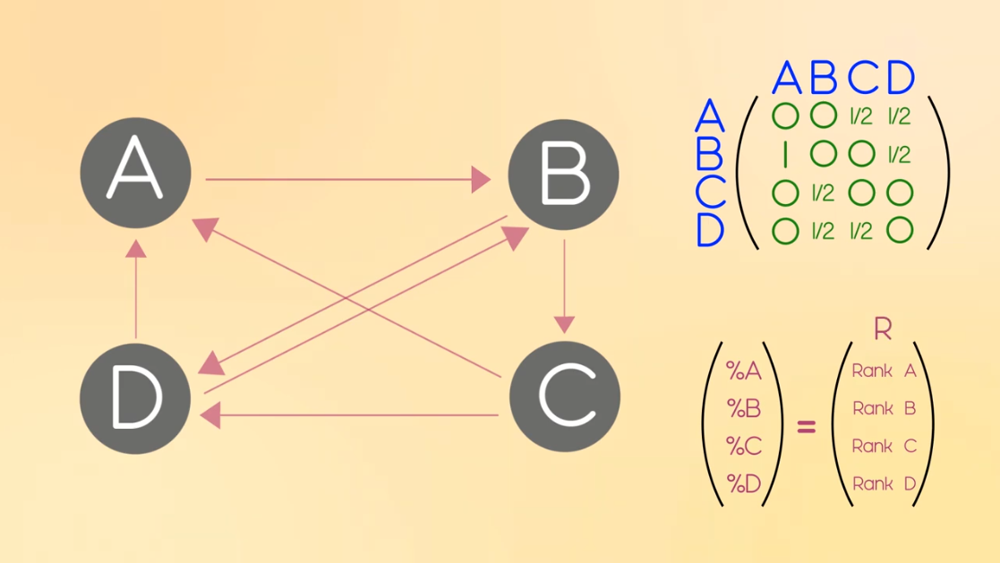 A
B
D
C
A B C D
A 0 0 1/2 1/2
B 1 0 0 1/2
C 0 1/2 0 0
D 0 1/2 1/2 0
R
%A = Rank A
%B Rank B
%C Rank C
%D Rank D